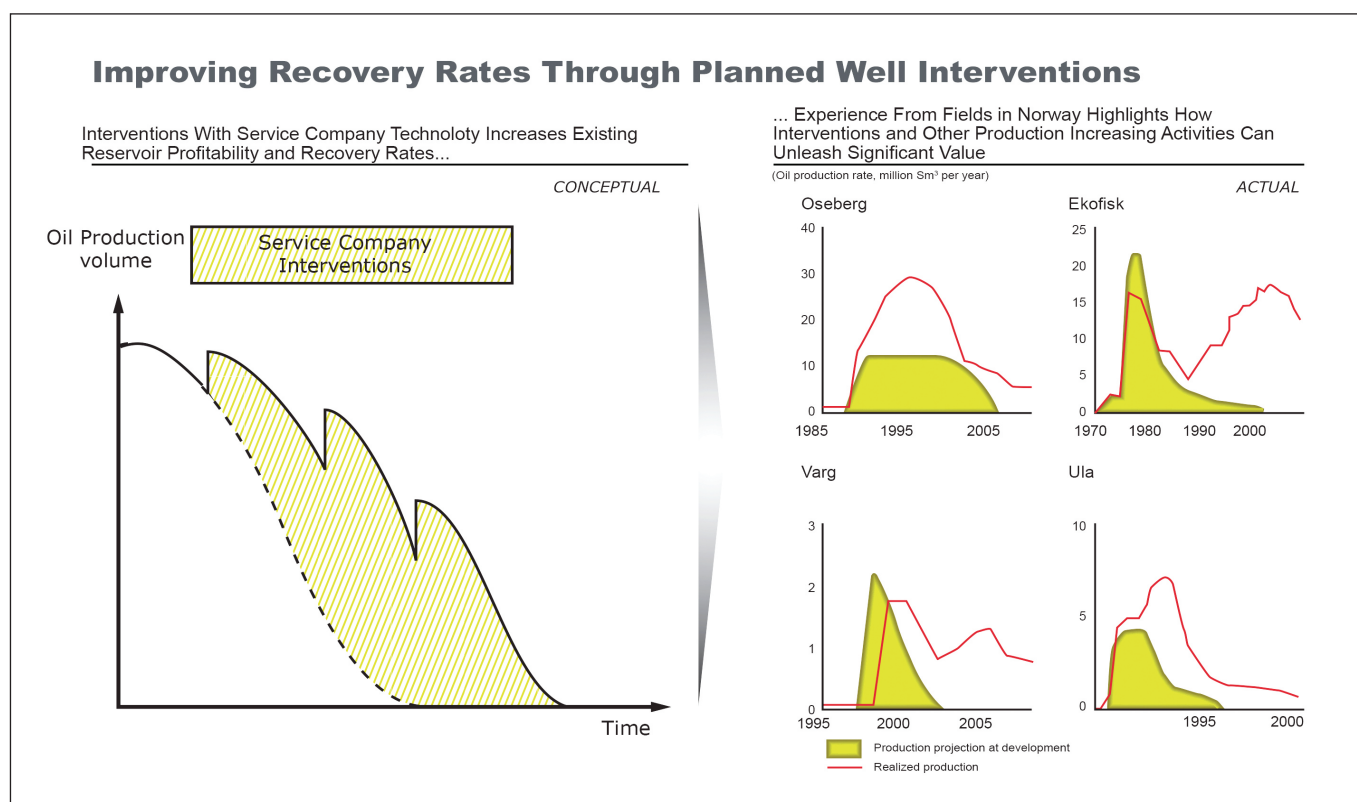 Improving Recovery Rates Through Planned Well Interventions
Interventions With Service Company Technoloty Increases Existing
Reservoir Profitability and Recovery Rates...
CONCEPTUAL
Oil Production
volume
Service Company
Interventions
Time
... Experience From Fields in Norway Highlights How
Interventions and Other Production Increasing Activities Can
Unleash Significant Value
(Oil production rate, million Sm³ per year)
ACTUAL
Oseberg
40
30
20
10
0
1985 1995 2005
Ekofisk
25
20
15
10
5
0
1970 1980 1990 2000
Varg
3
2
1
0
1995 2000 2005
Ula
10
5
0
1995 2000
Production projection at development
Realized production